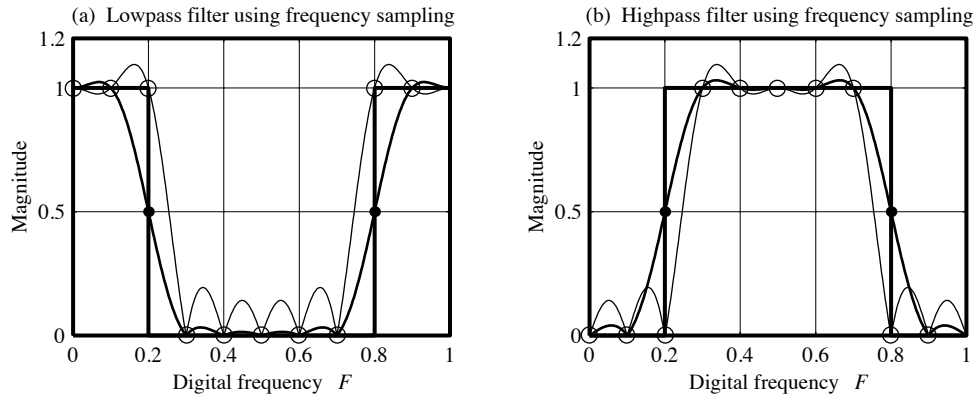 (a) Lowpass filter using frequency sampling
1.2
1
0.5
0
Magnitude
0 0.2 0.4 0.6 0.8 1
Digital frequency F
(b) Highpass filter using frequency sampling
1.2
1
0.5
0
Magnitude
0 0.2 0.4 0.6 0.8 1
Digital frequency F